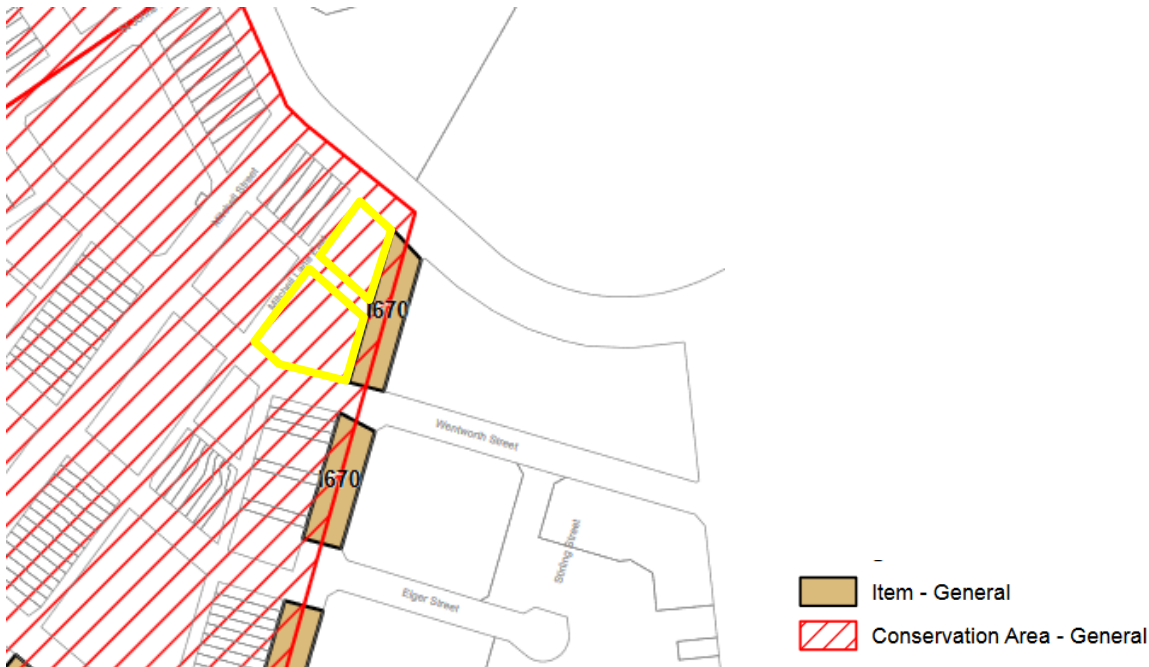 Mitchell Street
Mitchell Lane East
I670
Wentworth Street
I670
Stirling Street
Elger Street
Item - General
Conservation Area - General